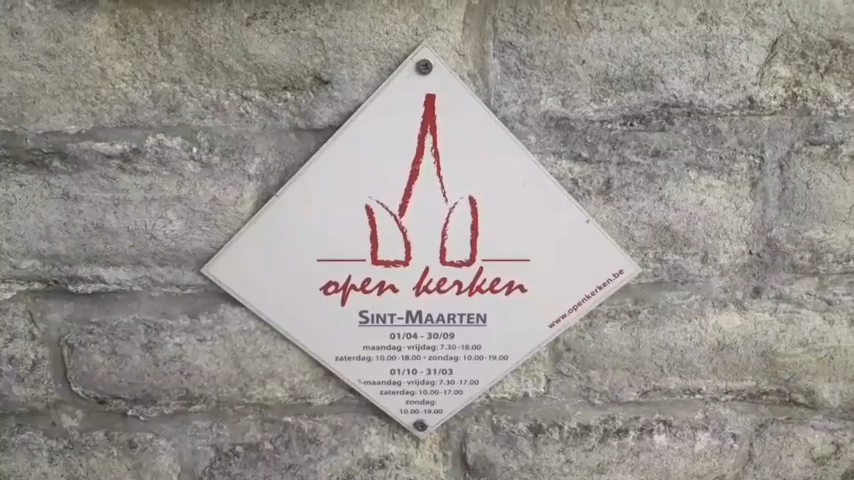 open kerken
www.openkerken.be
SINT-MAARTEN
01/04 - 30/09
maandag - vrijdag: 7.30-18.00
zaterdag: 10.00-18.00 • zondag: 10.00-19.00
01/10 - 31/03
maandag - vrijdag: 7.30-17.00
zaterdag: 10.00-17.00
zondag:
10.00-19.00